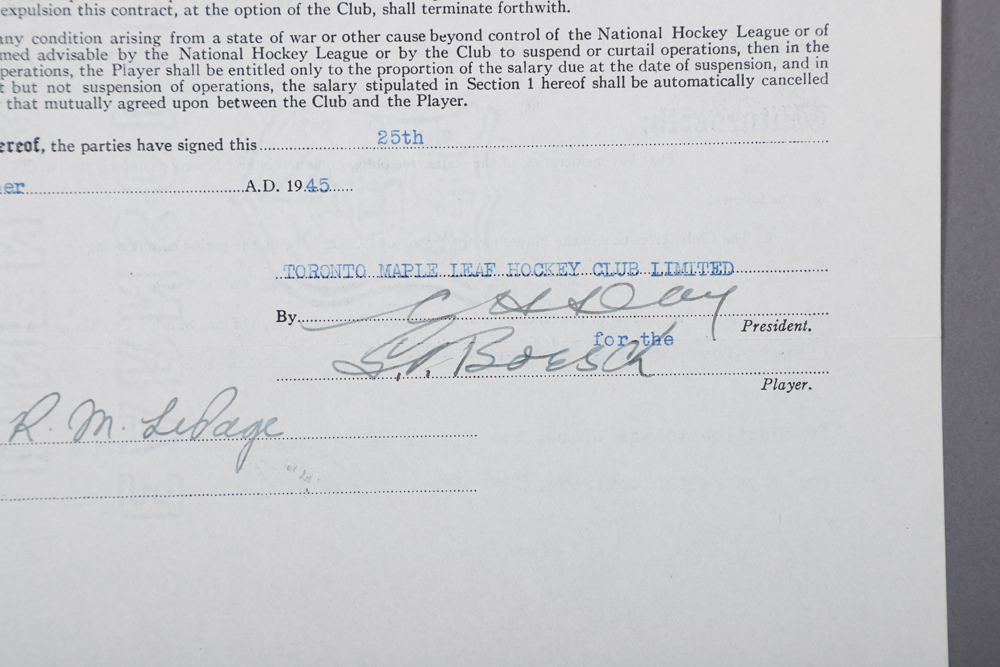 expulsion this contract, at the option of the Club, shall terminate forthwith.
any condition arising from a state of war or other cause beyond control of the National Hockey League or of
med advisable by the National Hockey League or by the Club to suspend or curtail operations, then in the
perations, the Player shall be entitled only to the proportion of the salary due at the date of suspension, and in
t but not suspension of operations, the salary stipulated in Section 1 hereof shall be automatically cancelled
that mutually agreed upon between the Club and the Player.
ereof, the parties have signed this 25th
er A.D. 1945
TORONTO MAPLE LEAF HOCKEY CLUB LIMITED
By C H S Day
President.
for the
Boesch
Player.
R. M. LePage